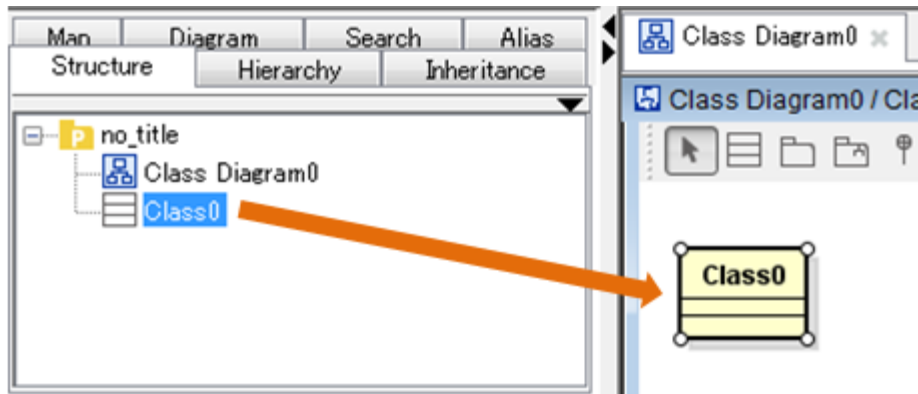 Map Diagram Search Alias
Structure Hierarchy Inheritance
P no_title
Class Diagram0
Class0
Class Diagram0
Class Diagram0 / Cla
Class0